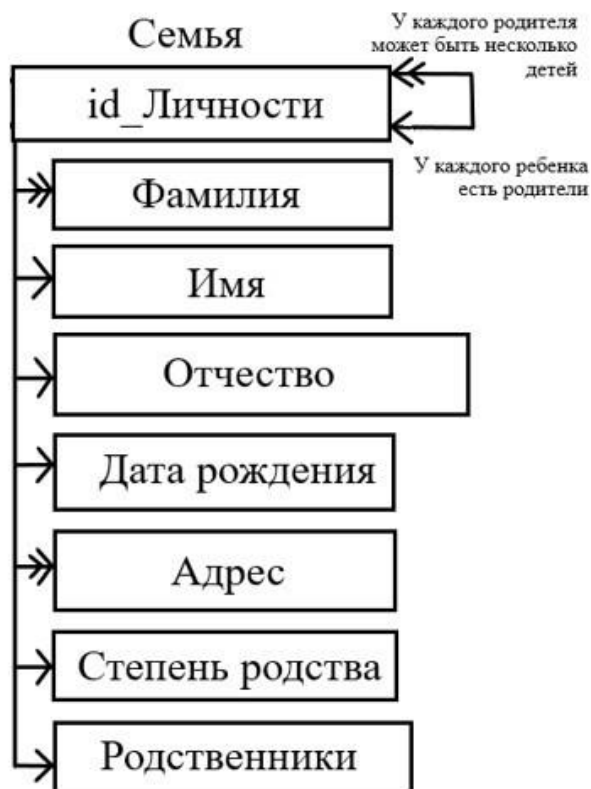 Семья
У каждого родителя
может быть несколько
детей
id_Личности
У каждого ребенка
есть родители
Фамилия
Имя
Отчество
Дата рождения
Адрес
Степень родства
Родственники